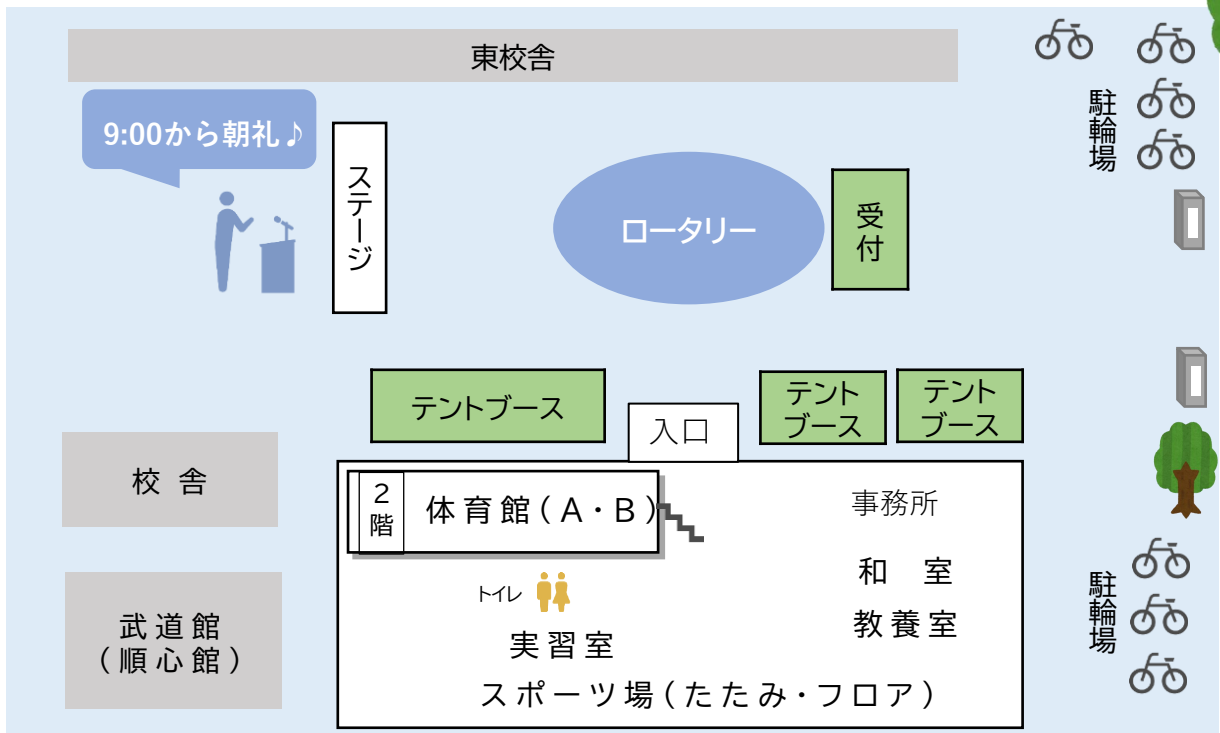 東校舎
9:00から朝礼♪
ステージ
ロータリー
受付
駐輪場
テントブース
入口
テント
ブース
テント
ブース
校舎
2階
体育館(A・B)
事務所
和室
トイレ
教養室
実習室
スポーツ場(たたみ・フロア)
武道館
(順心館)
駐輪場